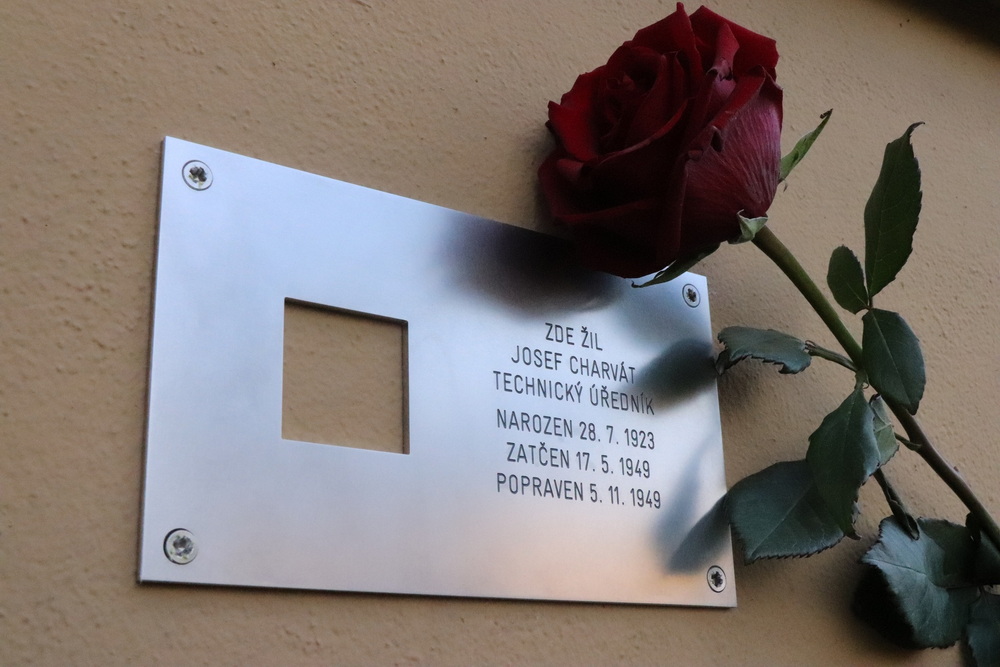 ZDE ŽIL
JOSEF CHARVÁT
TECHNICKÝ ÚŘEDNÍK
NAROZEN 28. 7. 1923
ZATČEN 17. 5. 1949
POPRAVEN 5. 11. 1949